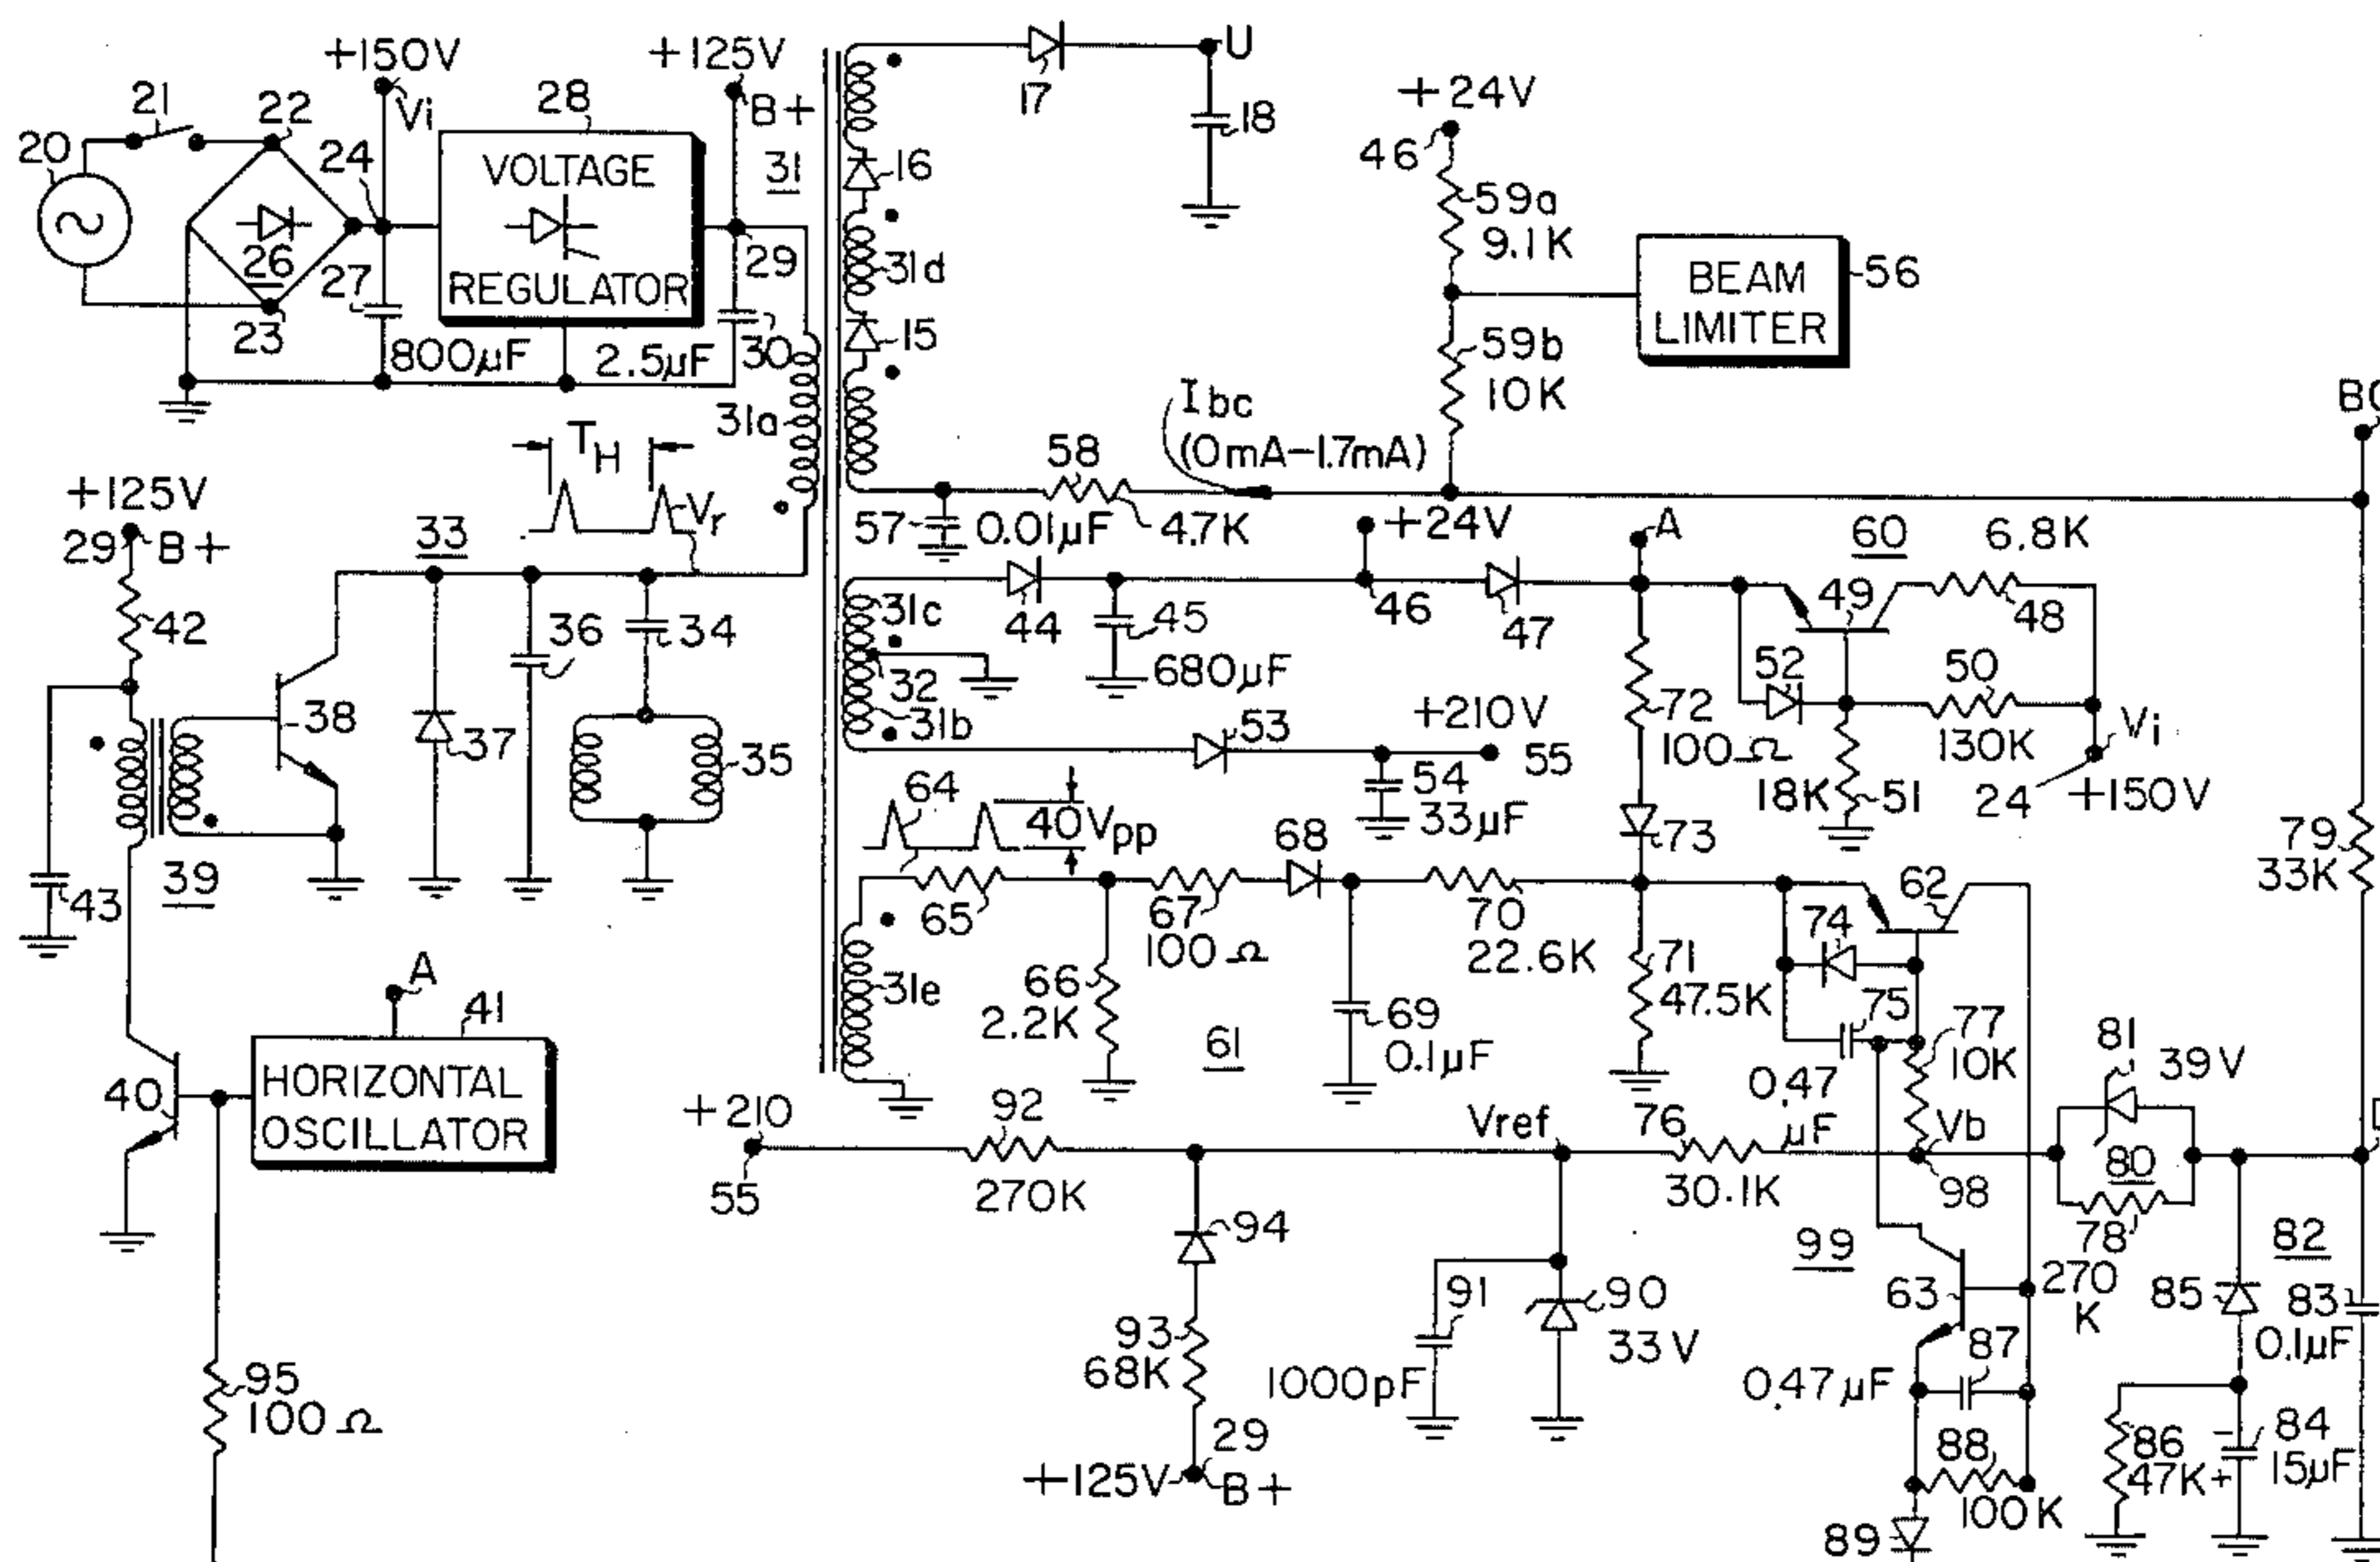 +150V
+125V
U
21
22
Vi
28
B+
17
18
+24V
20
24
VOLTAGE
31
16
46
59a
9.1K
26
27
REGULATOR
29
31d
BEAM
LIMITER
56
23
800μF
2.5μF
30
15
59b
10K
31a
Ibc
(0mA-1.7mA)
TH
58
+125V
29
B+
33
Vr
57
0.01μF
4.7K
+24V
A
60
6.8K
42
36
34
31c
44
45
680μF
46
47
49
48
38
37
35
32
31b
53
+210V
55
72
100Ω
52
50
130K
Vi
24
+150V
64
40Vpp
54
33μF
18K
51
79
33K
43
39
68
73
65
67
100Ω
70
22.6K
62
74
A
41
31e
66
2.2K
69
0.1μF
61
71
47.5K
75
77
10K
81
39V
40
HORIZONTAL
OSCILLATOR
+210
55
92
270K
Vref
76
30.1K
0.47
μF
Vb
98
80
78
270
K
82
94
99
63
85
83
0.1μF
93
68K
91
1000pF
90
33V
87
0.47μF
95
100Ω
29
+125V
B+
88
100K
86
47K
84
15μF
-
+
89